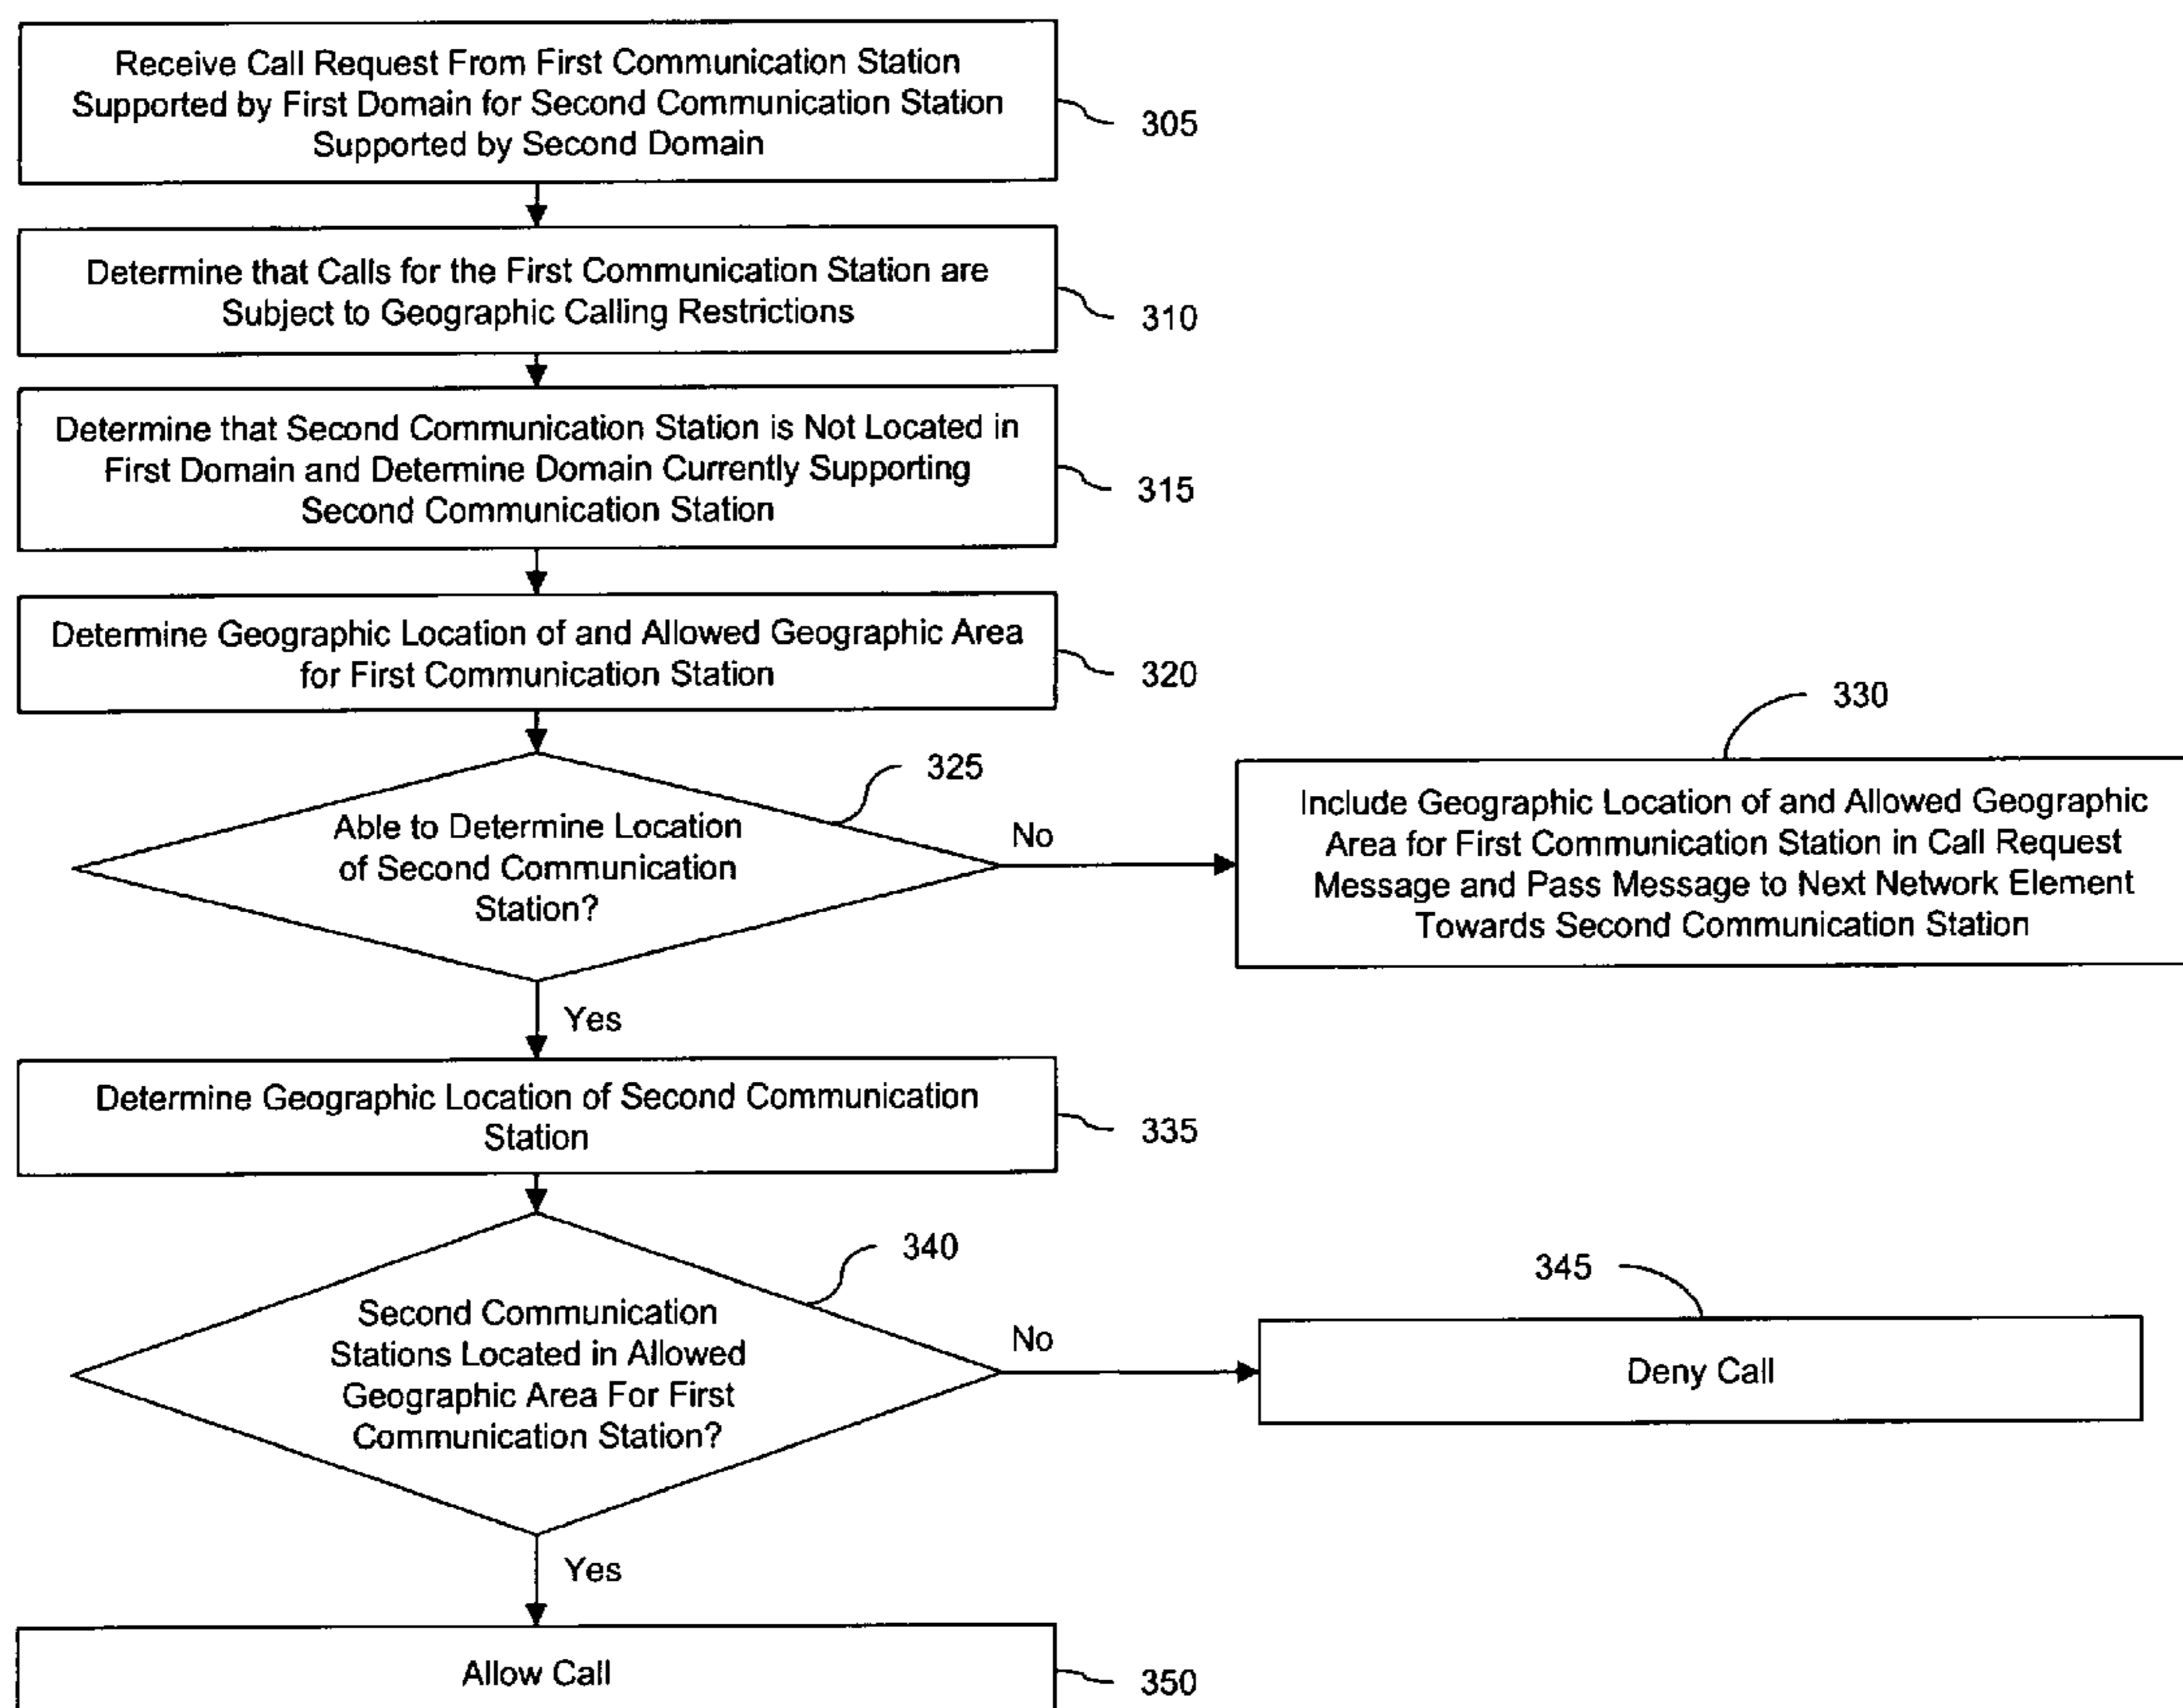 Receive Call Request From First Communication Station
Supported by First Domain for Second Communication Station
Supported by Second Domain
305
Determine that Calls for the First Communication Station are
Subject to Geographic Calling Restrictions
310
Determine that Second Communication Station is Not Located in
First Domain and Determine Domain Currently Supporting
Second Communication Station
315
Determine Geographic Location of and Allowed Geographic Area
for First Communication Station
320
325
Able to Determine Location
of Second Communication
Station?
No
330
Include Geographic Location of and Allowed Geographic
Area for First Communication Station in Call Request
Message and Pass Message to Next Network Element
Towards Second Communication Station
Yes
Determine Geographic Location of Second Communication
Station
335
340
Second Communication
Stations Located in Allowed
Geographic Area For First
Communication Station?
No
345
Deny Call
Yes
Allow Call
350